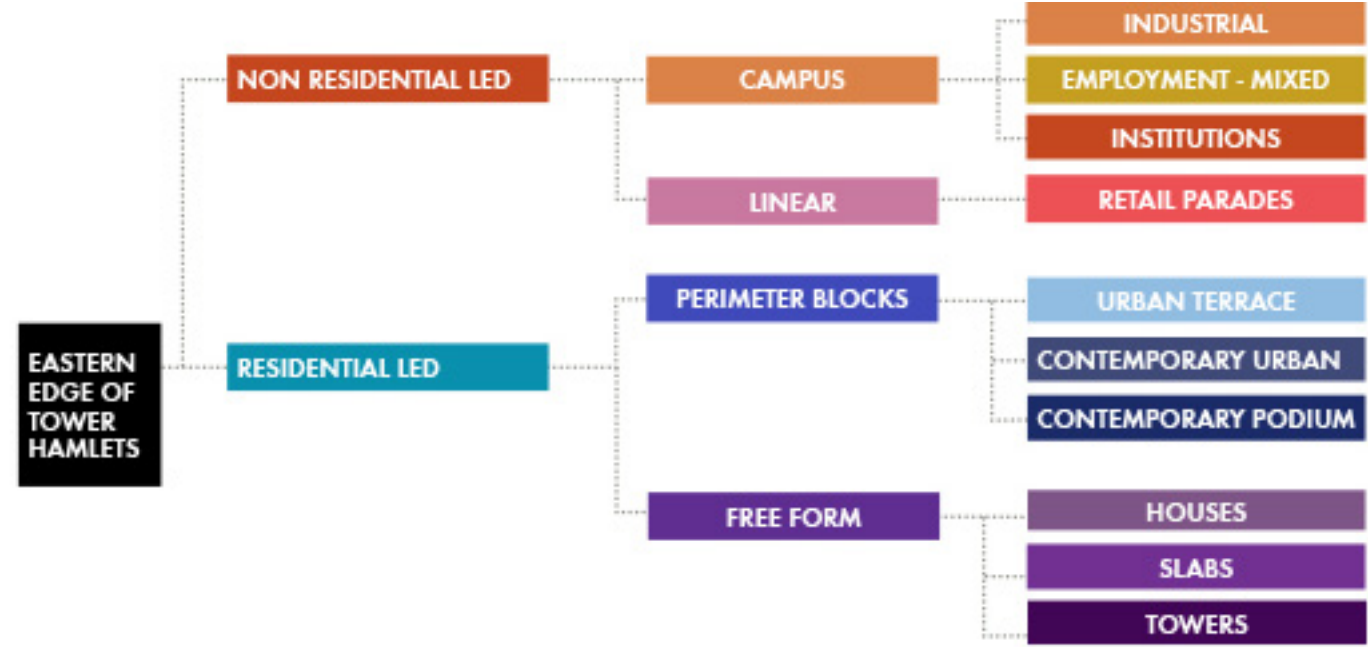 INDUSTRIAL
NON RESIDENTIAL LED
CAMPUS
EMPLOYMENT - MIXED
INSTITUTIONS
LINEAR
RETAIL PARADES
PERIMETER BLOCKS
URBAN TERRACE
EASTERN
EDGE OF
TOWER
HAMLETS
RESIDENTIAL LED
CONTEMPORARY URBAN
CONTEMPORARY PODIUM
FREE FORM
HOUSES
SLABS
TOWERS